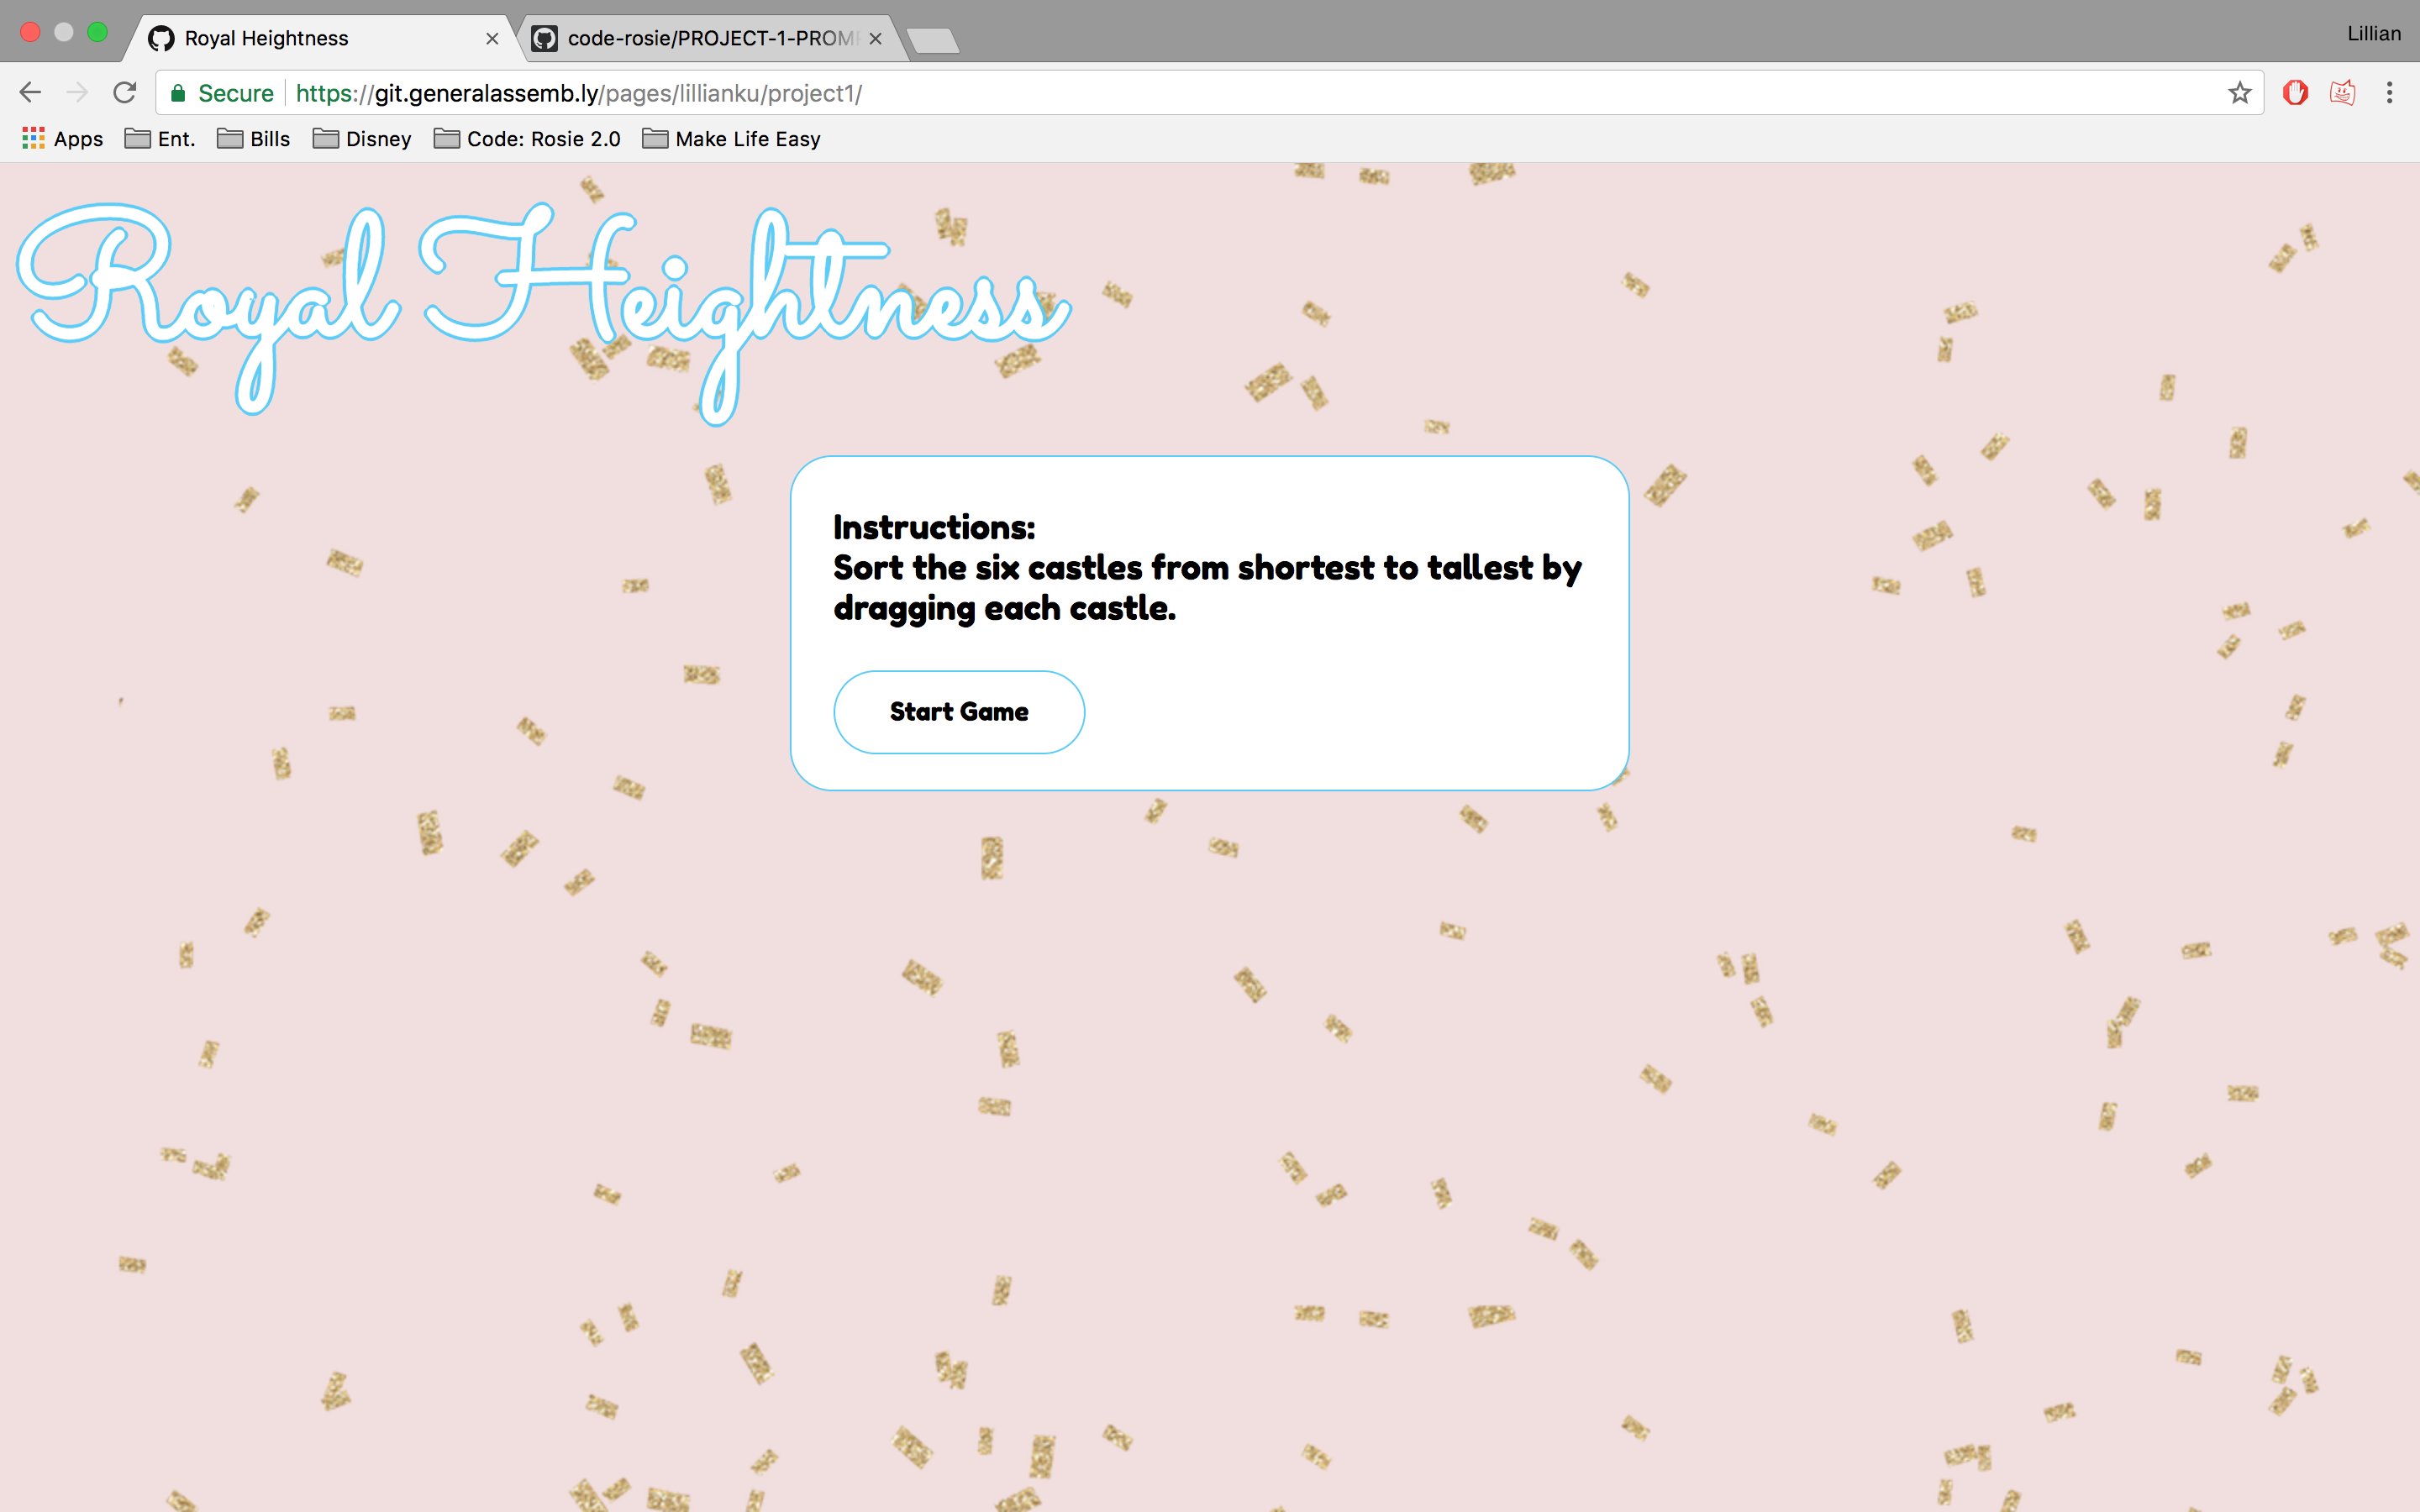 Royal Heightness
code-rosie/PROJECT-1-PROM
Lillian
Secure
https://git.generalassemb.ly/pages/lillianku/project1/
Apps
Ent.
Bills
Disney
Code: Rosie 2.0
Make Life Easy
Royal Heightness
Instructions:
Sort the six castles from shortest to tallest by
dragging each castle.
Start Game